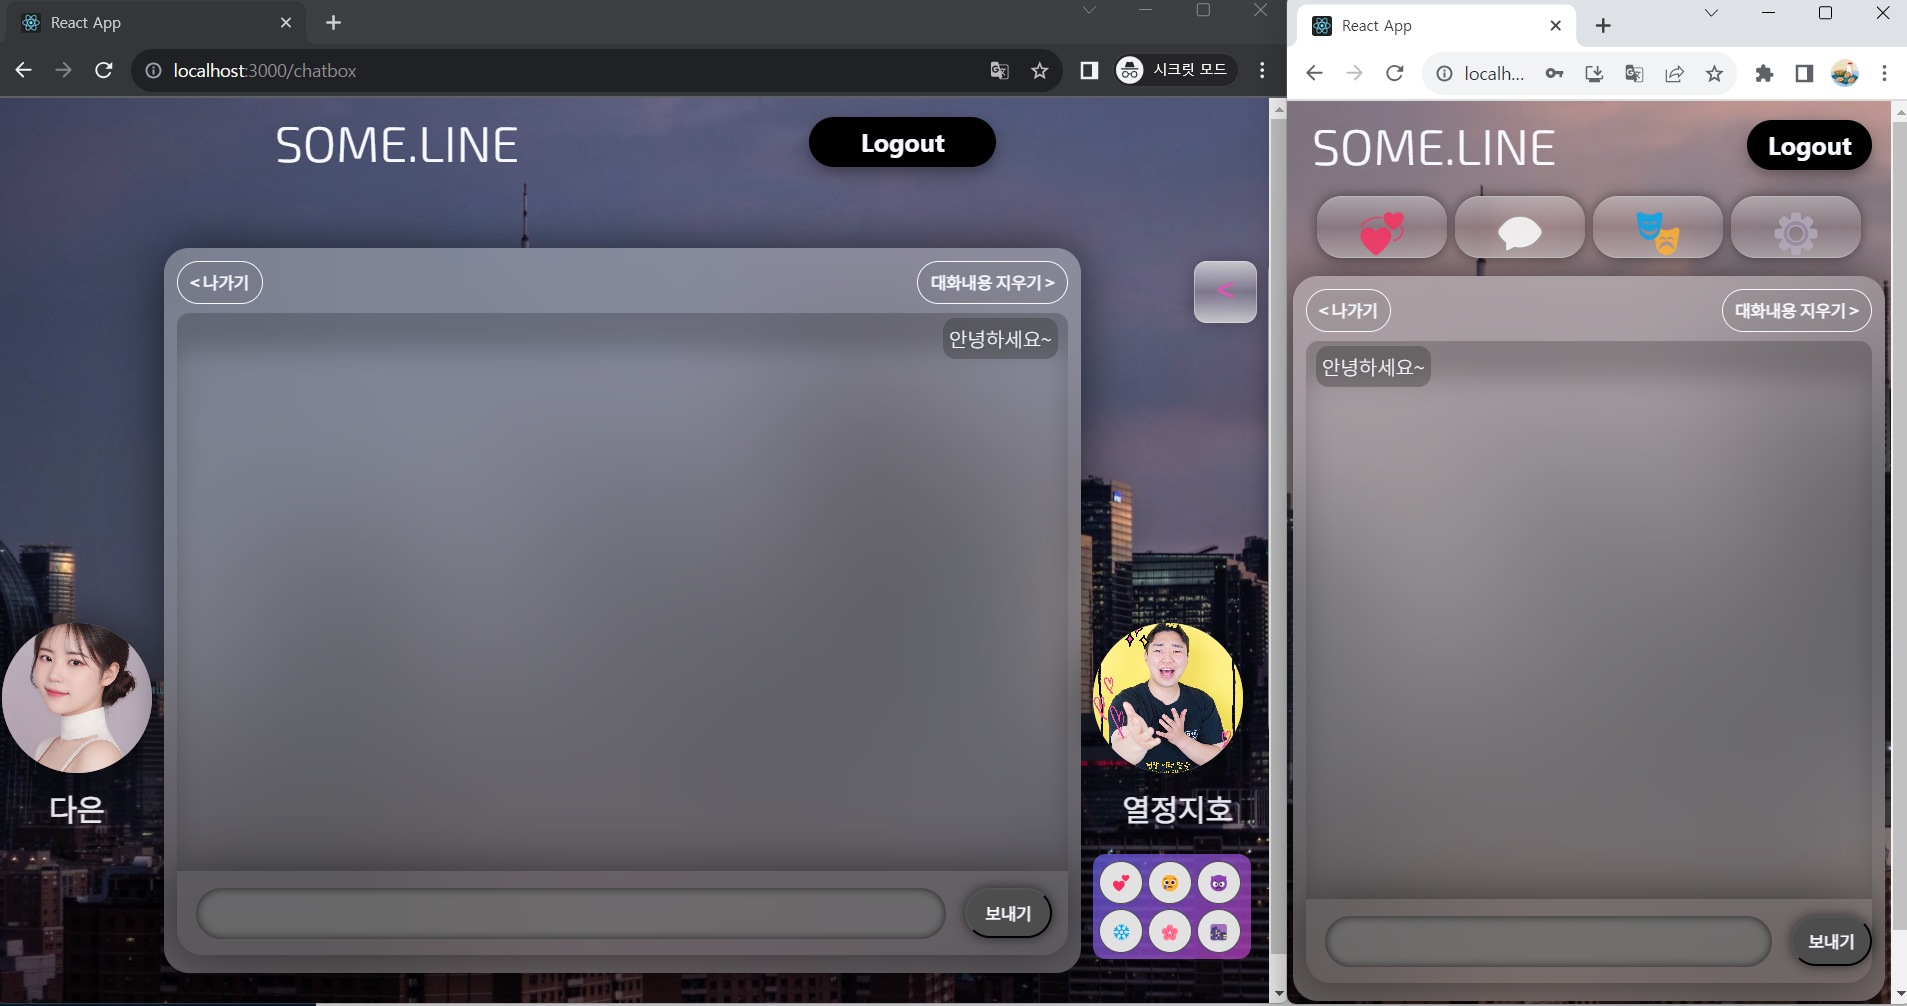 React App
localhost:3000/chatbox
시크릿 모드
SOME.LINE
Logout
< 나가기
대화내용 지우기 >
안녕하세요~
<
다은
열정지호
보내기
React App
localh...
SOME.LINE
Logout
< 나가기
대화내용 지우기 >
안녕하세요~
보내기